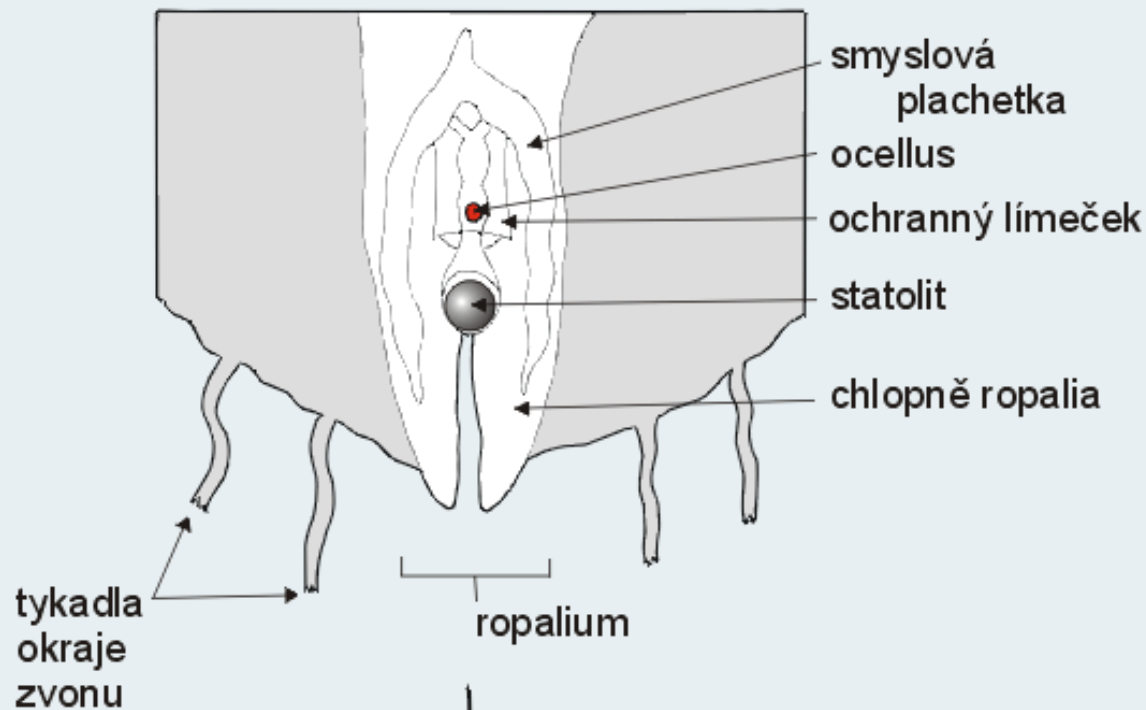 smyslová
plachetka
ocellus
ochranný límeček
statolit
chlopně ropalia
tykadla
okraje
zvonu
ropalium